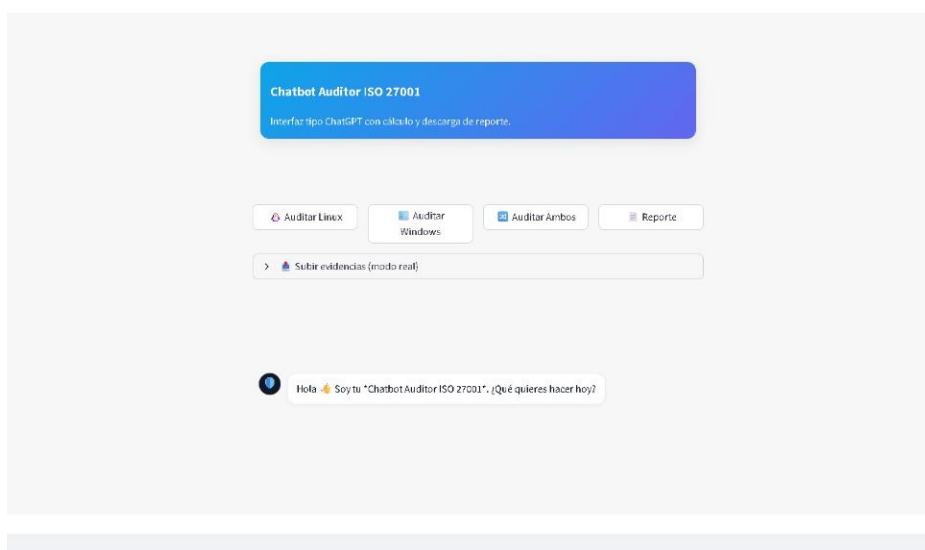 Chatbot Auditor ISO 27001
Interfaz tipo ChatGPT con cálculo y descarga de reporte.
Auditar Linux
Auditar
Windows
Auditar Ambos
Reporte
Subir evidencias (modo real)
Hola 👋 Soy tu "Chatbot Auditor ISO 27001". ¿Qué quieres hacer hoy?